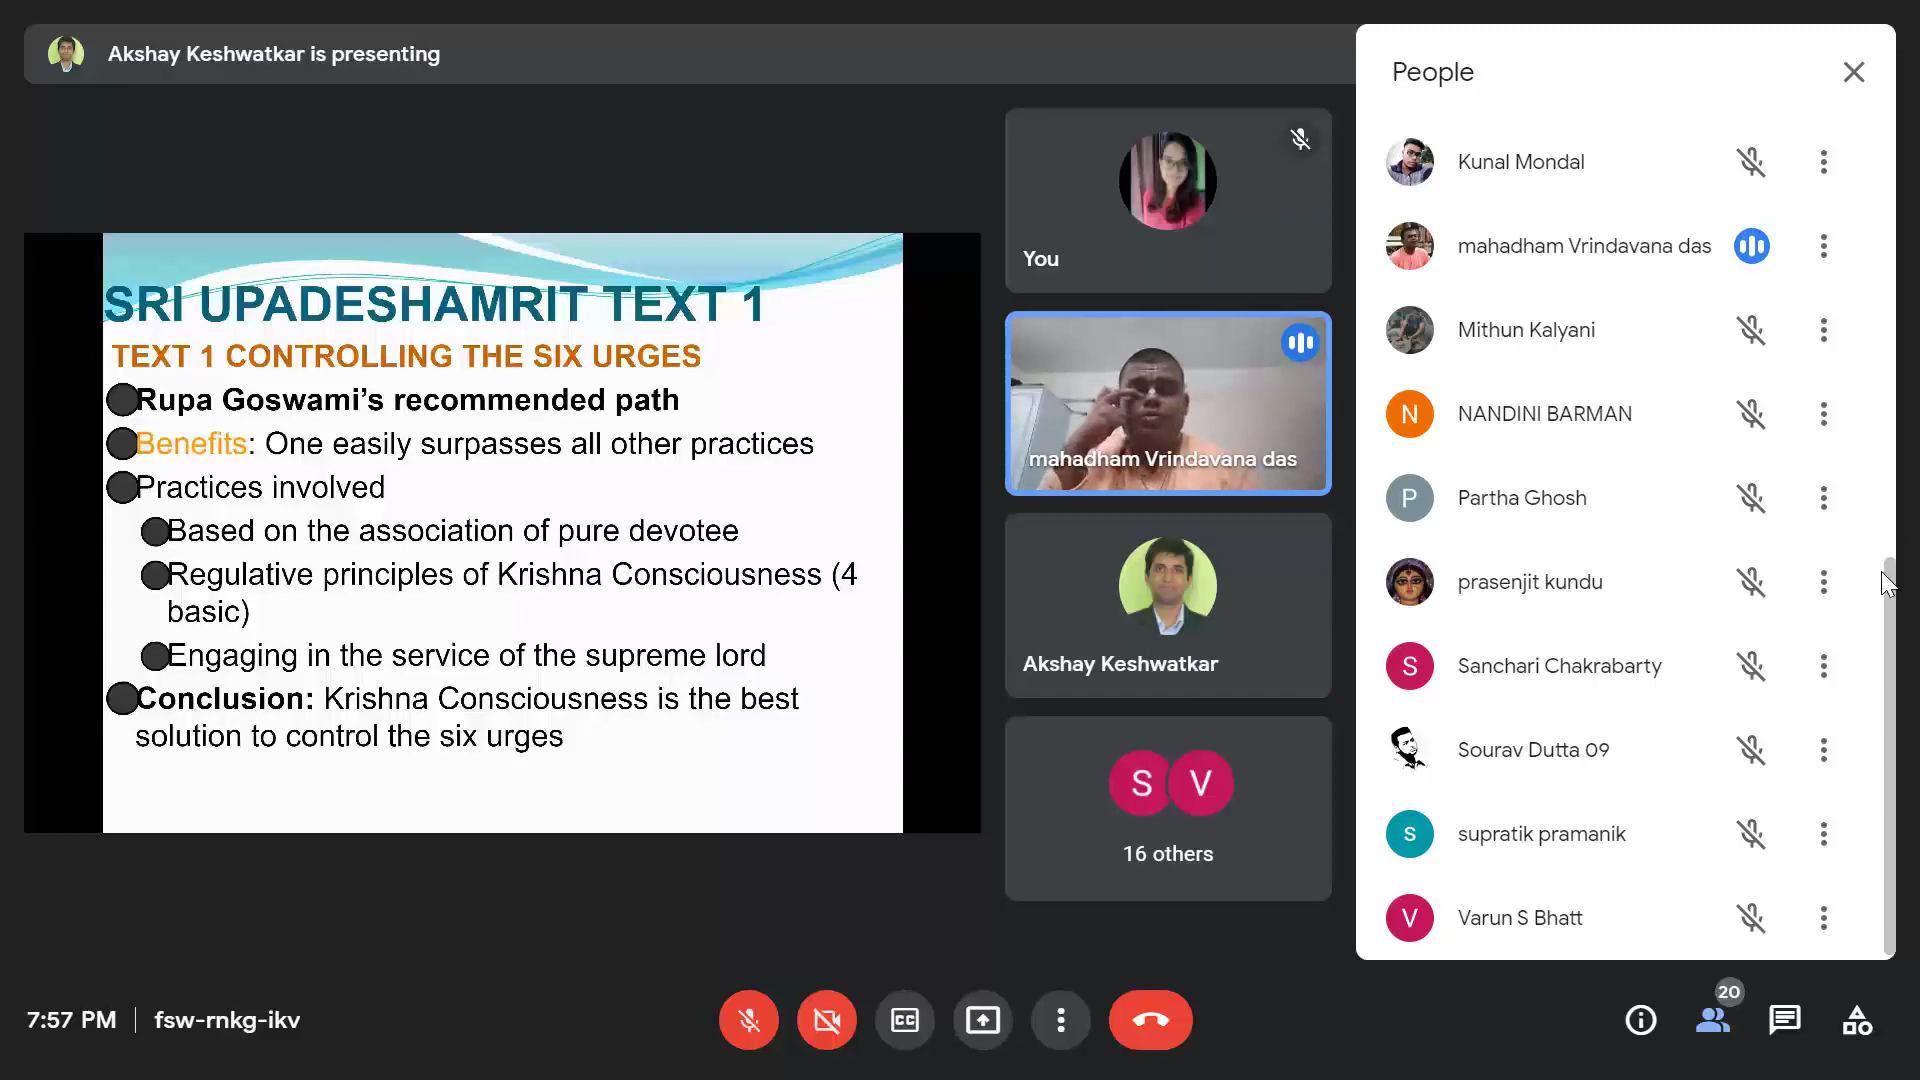 Akshay Keshwatkar is presenting
SRI UPADESHAMRIT TEXT 1
TEXT 1 CONTROLLING THE SIX URGES
Rupa Goswami’s recommended path
Benefits: One easily surpasses all other practices
Practices involved
Based on the association of pure devotee
Regulative principles of Krishna Consciousness (4
basic)
Engaging in the service of the supreme lord
Conclusion: Krishna Consciousness is the best
solution to control the six urges
You
mahadham Vrindavana das
Akshay Keshwatkar
S V
16 others
People
Kunal Mondal
mahadham Vrindavana das
Mithun Kalyani
N NANDINI BARMAN
P Partha Ghosh
prasenjit kundu
S Sanchari Chakrabarty
Sourav Dutta 09
s supratik pramanik
V Varun S Bhatt
7:57 PM fsw-rnkg-ikv
CC
20